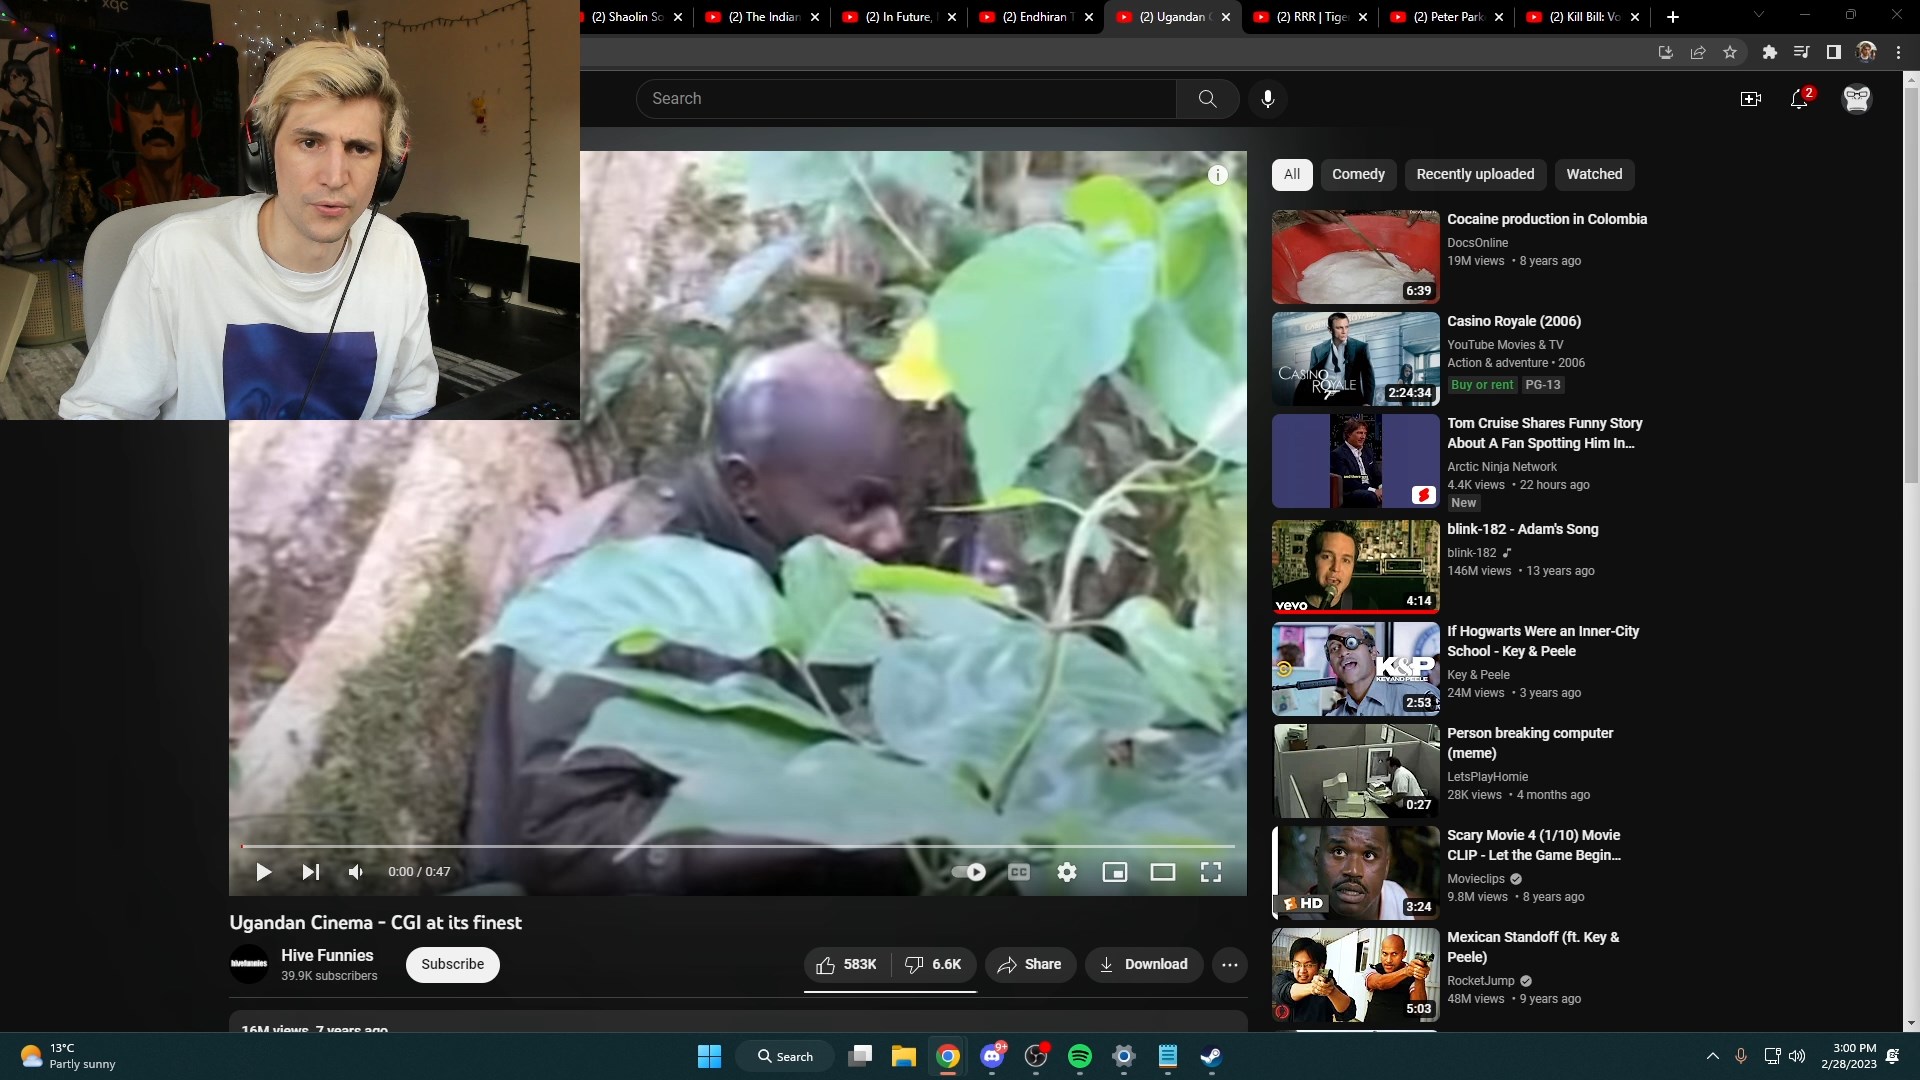 xqc
(2) Shaolin So
(2) The Indian
(2) In Future,
(2) Endhiran T
(2) Ugandan C
(2) RRR | Tige
(2) Peter Park
(2) Kill Bill: Vo
Search
2
All
Comedy
Recently uploaded
Watched
Cocaine production in Colombia
DocsOnline
19M views • 8 years ago
6:39
Casino Royale (2006)
YouTube Movies & TV
Action & adventure • 2006
Buy or rent
PG-13
CASINO
ROYALE
2:24:34
Tom Cruise Shares Funny Story
About A Fan Spotting Him In...
Arctic Ninja Network
4.4K views • 22 hours ago
New
blink-182 - Adam's Song
blink-182
146M views • 13 years ago
vevo
4:14
If Hogwarts Were an Inner-City
School - Key & Peele
Key & Peele
24M views • 3 years ago
K&P
KEY AND PEELE
2:53
Person breaking computer
(meme)
LetsPlayHomie
28K views • 4 months ago
0:27
Scary Movie 4 (1/10) Movie
CLIP - Let the Game Begin...
Movieclips
9.8M views • 8 years ago
HD
3:24
Mexican Standoff (ft. Key &
Peele)
RocketJump
48M views • 9 years ago
5:03
0:00 / 0:47
CC
Ugandan Cinema - CGI at its finest
hivefunnies
Hive Funnies
39.9K subscribers
Subscribe
583K
6.6K
Share
Download
16M views 7 years ago
13°C
Partly sunny
Search
9+
3:00 PM
2/28/2023